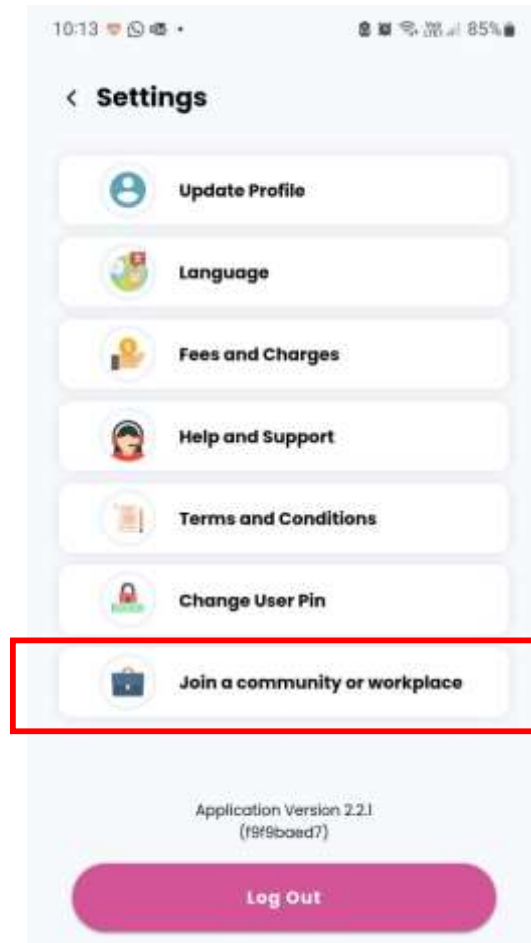 10:13
85%
Settings
Update Profile
Language
Fees and Charges
Help and Support
Terms and Conditions
Change User Pin
Join a community or workplace
Application Version 2.2.1
(f9f9baed7)
Log Out